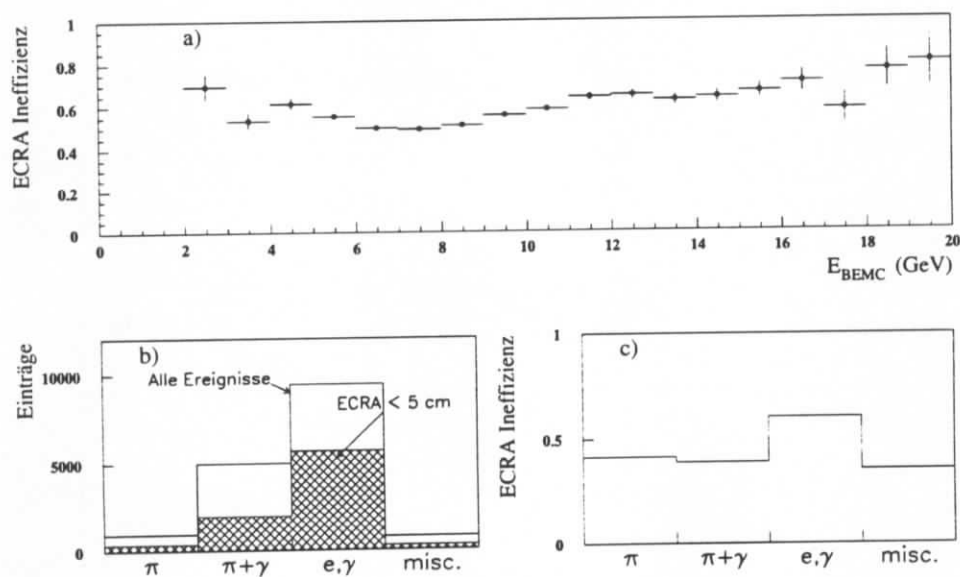 a)
ECRA Ineffizienz
1
0.8
0.6
0.4
0.2
0
0 2 4 6 8 10 12 14 16 18 20
E_BEMC (GeV)
b)
Einträge
10000
5000
0
Alle Ereignisse
ECRA < 5 cm
π π+γ e,γ misc.
c)
ECRA Ineffizienz
1
0.5
0
π π+γ e,γ misc.